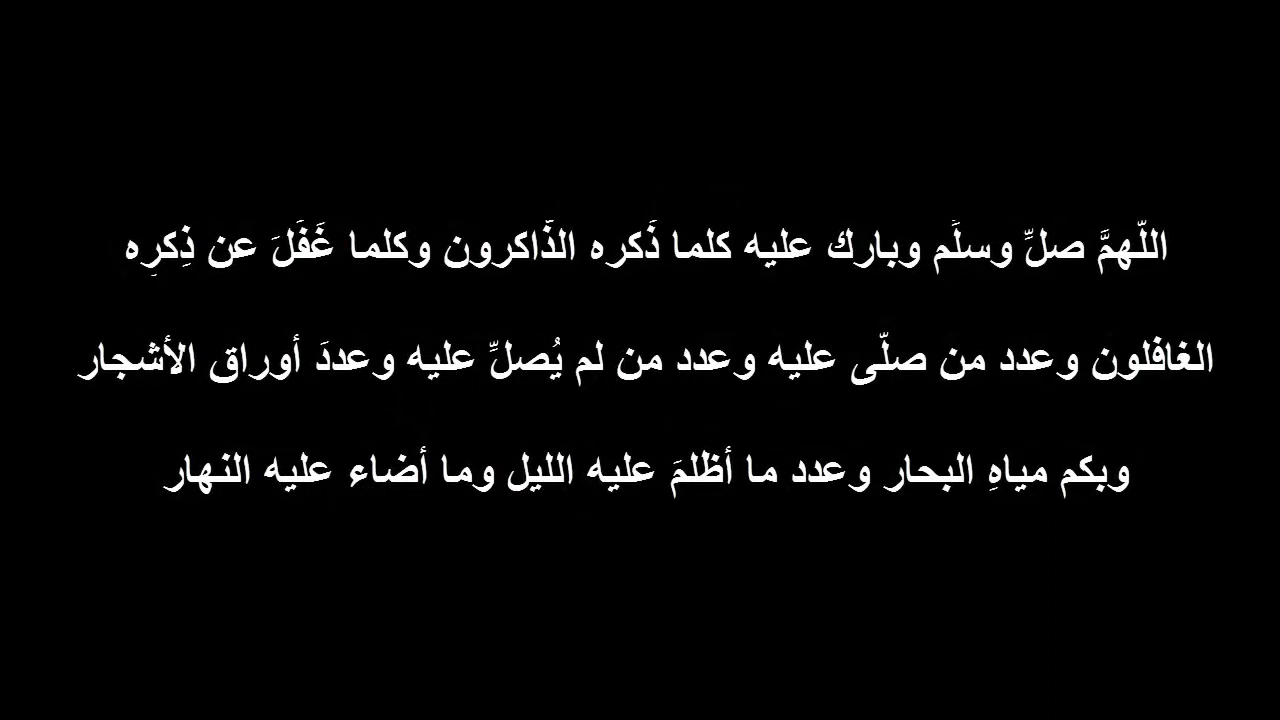 اللّهمَّ صلِّ وسلَّم وبارك عليه كلما ذَكره الذَّاكرون وكلما غَفَلَ عن ذِكرِه
الغافلون وعدد من صلّى عليه وعدد من لم يُصلِّ عليه وعددَ أوراق الأشجار
وبكم مياهِ البحار وعدد ما أظلمَ عليه الليل وما أضاء عليه النهار